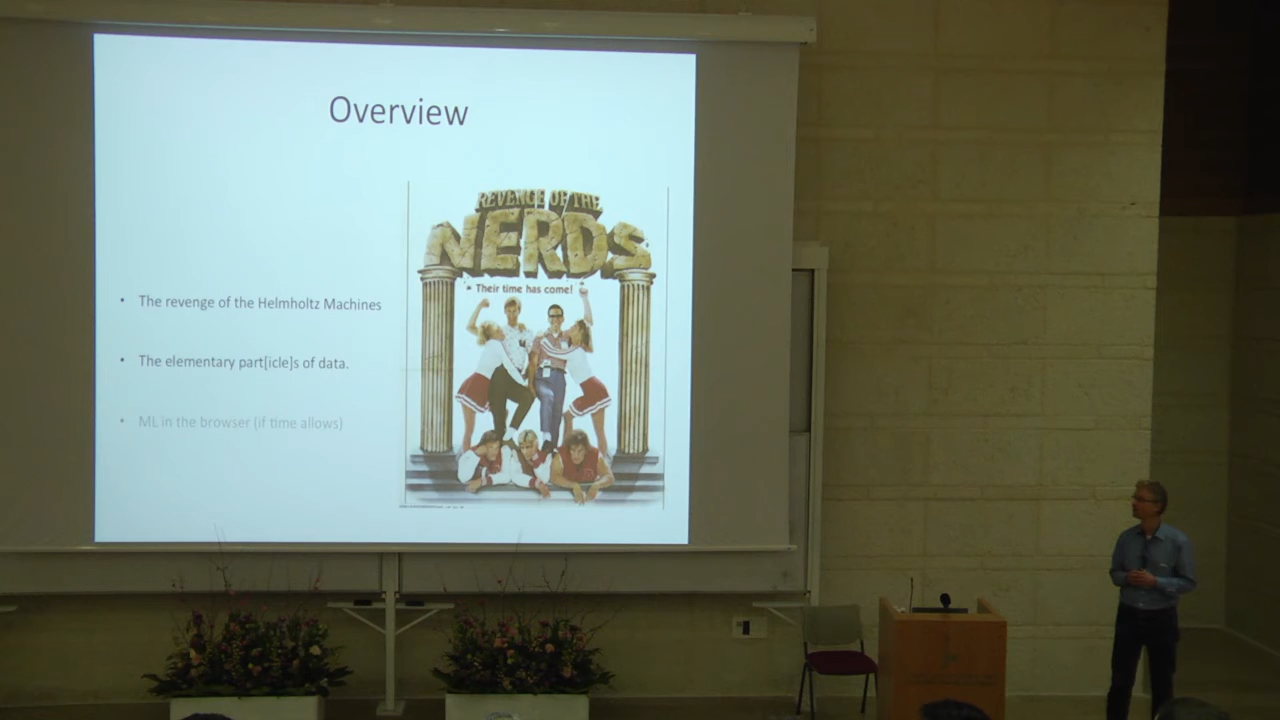 Overview
REVENGE OF THE
NERDS
Their time has come!
• The revenge of the Helmholtz Machines
• The elementary part[icle]s of data.
• ML in the browser (if time allows)